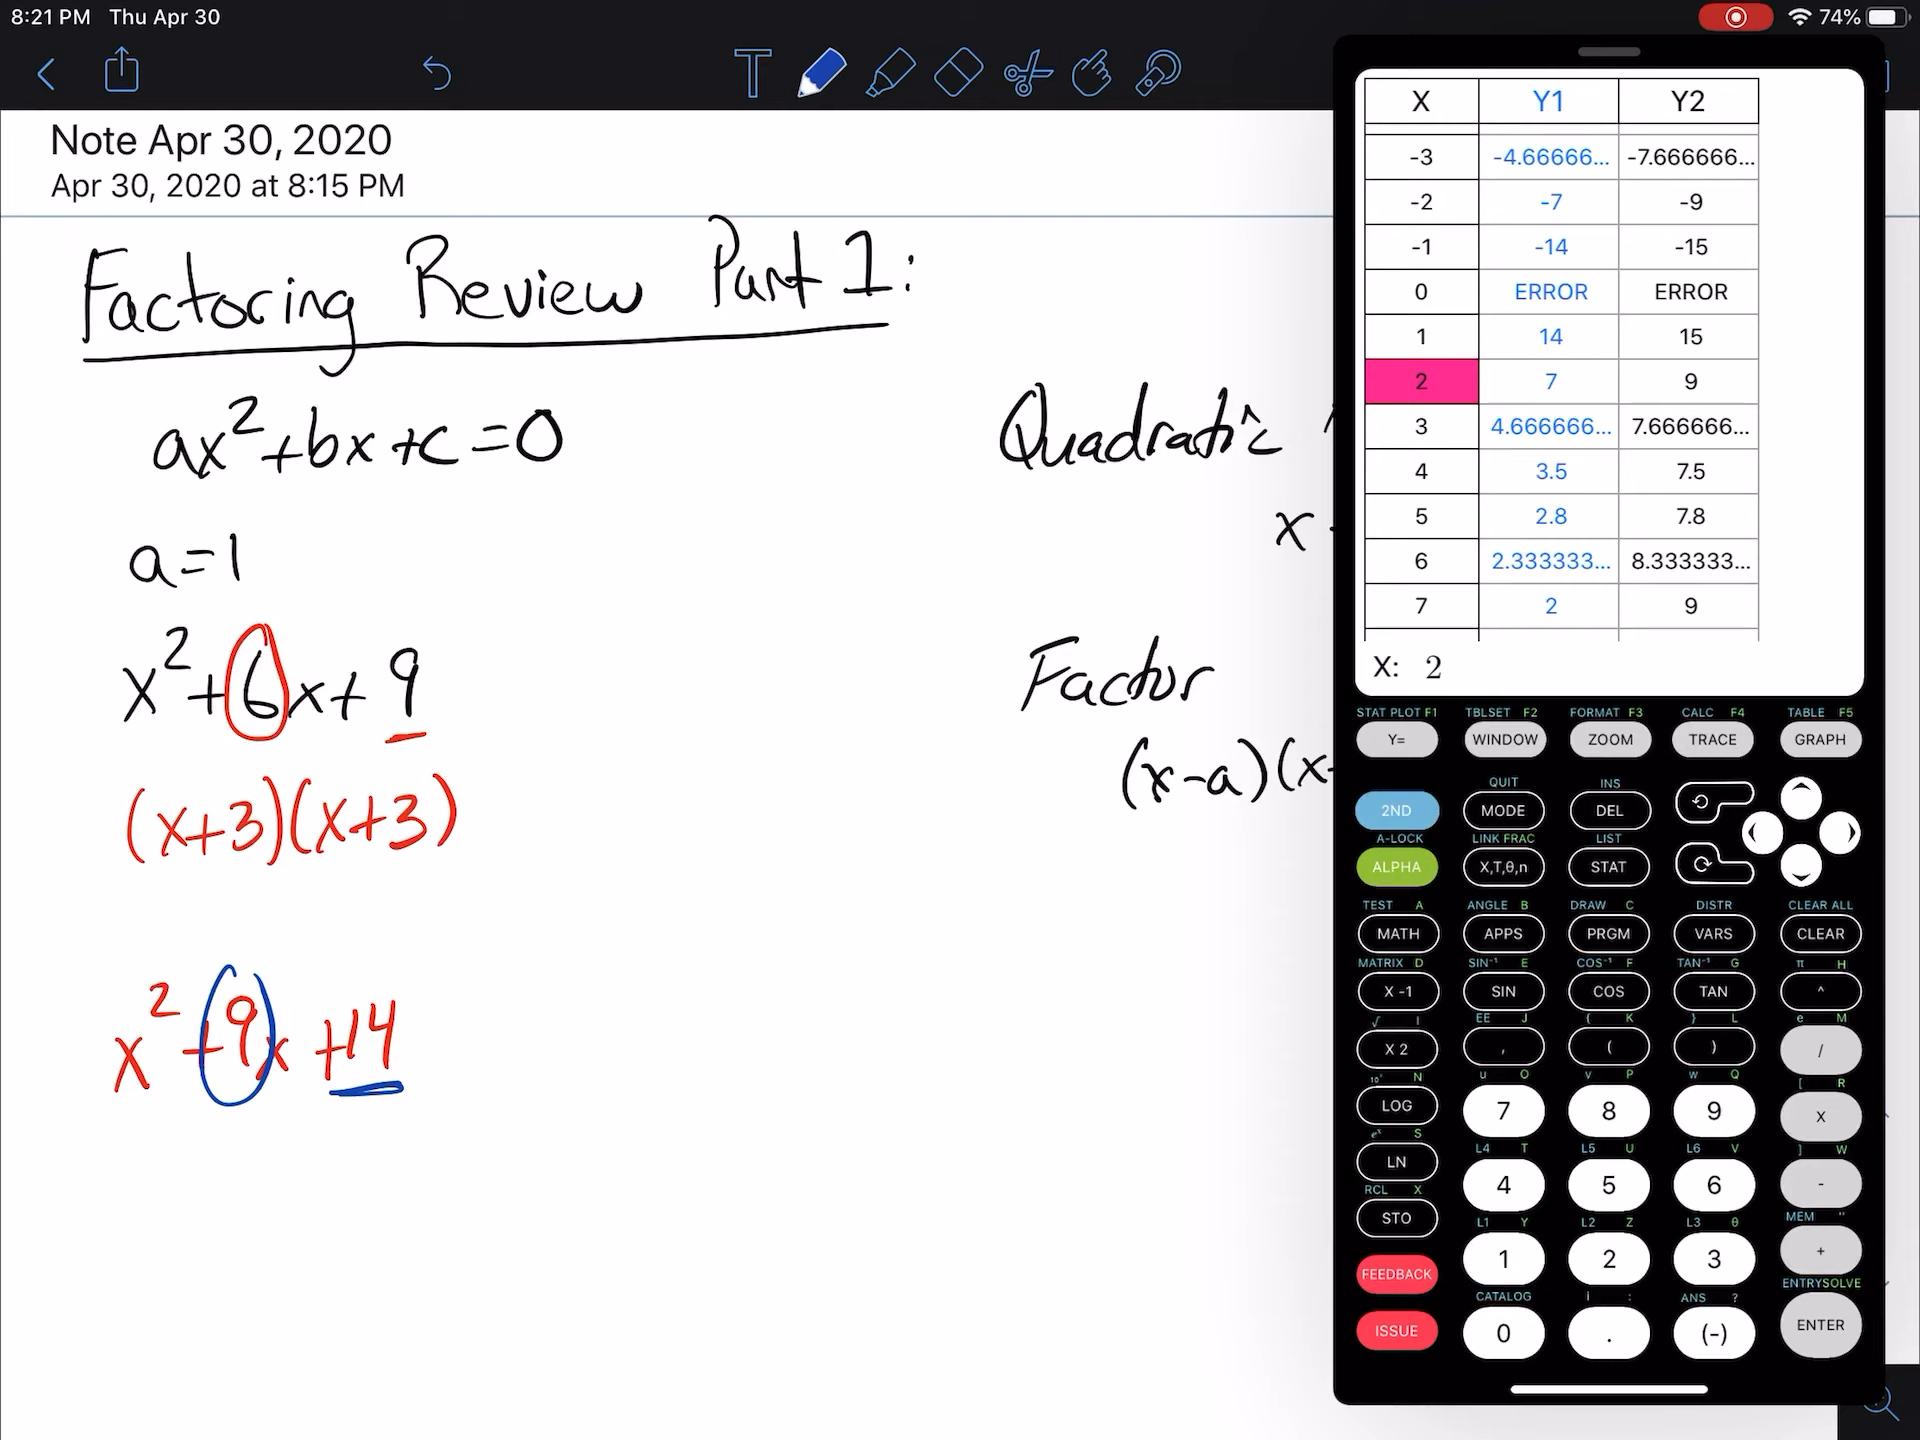 8:21 PM Thu Apr 30
74%
Note Apr 30, 2020
Apr 30, 2020 at 8:15 PM
Factoring Review Part 1:
ax²+bx+c=0
a=1
x²+6x+9
(x+3)(x+3)
x²+9x+14
Quadratic
x
Factor
(x-a)(x-
X Y1 Y2
-3 -4.66666... -7.666666...
-2 -7 -9
-1 -14 -15
0 ERROR ERROR
1 14 15
2 7 9
3 4.666666... 7.666666...
4 3.5 7.5
5 2.8 7.8
6 2.333333... 8.333333...
7 2 9
X: 2
STAT PLOT F1 TBLSET F2 FORMAT F3 CALC F4 TABLE F5
Y= WINDOW ZOOM TRACE GRAPH
QUIT INS
2ND MODE DEL
A-LOCK LINK FRAC LIST
ALPHA X,T,θ,n STAT
TEST A ANGLE B DRAW C DISTR CLEAR ALL
MATH APPS PRGM VARS CLEAR
MATRIX D SIN⁻¹ E COS⁻¹ F TAN⁻¹ G π H
X -1 SIN COS TAN ^
√ I EE J { K } L e M
X 2 , ( ) /
10ˣ N u O v P w Q [ R
LOG 7 8 9 X
eˣ S L4 T L5 U L6 V ] W
LN 4 5 6 -
RCL X L1 Y L2 Z L3 θ MEM "
STO 1 2 3 +
FEEDBACK CATALOG i : ANS ? ENTRY SOLVE
ISSUE 0 . (-) ENTER